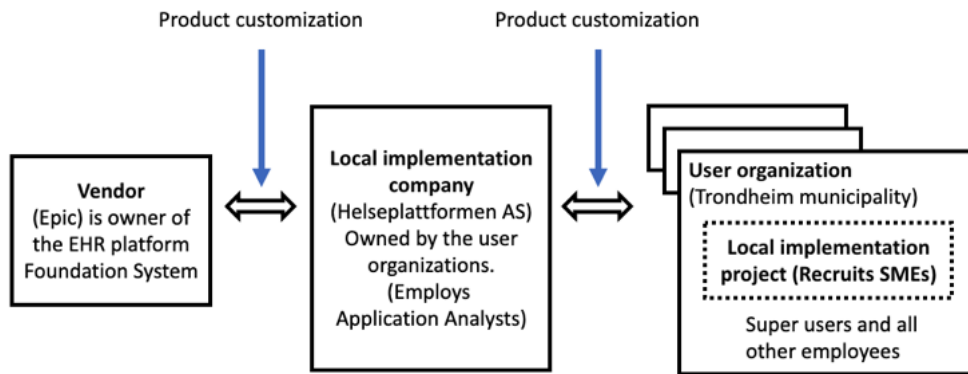 Product customization
Product customization
Vendor
(Epic) is owner of
the EHR platform
Foundation System
Local implementation
company
(Helseplattformen AS)
Owned by the user
organizations.
(Employs
Application Analysts)
User organization
(Trondheim municipality)
Local implementation
project (Recruits SMEs)
Super users and all
other employees